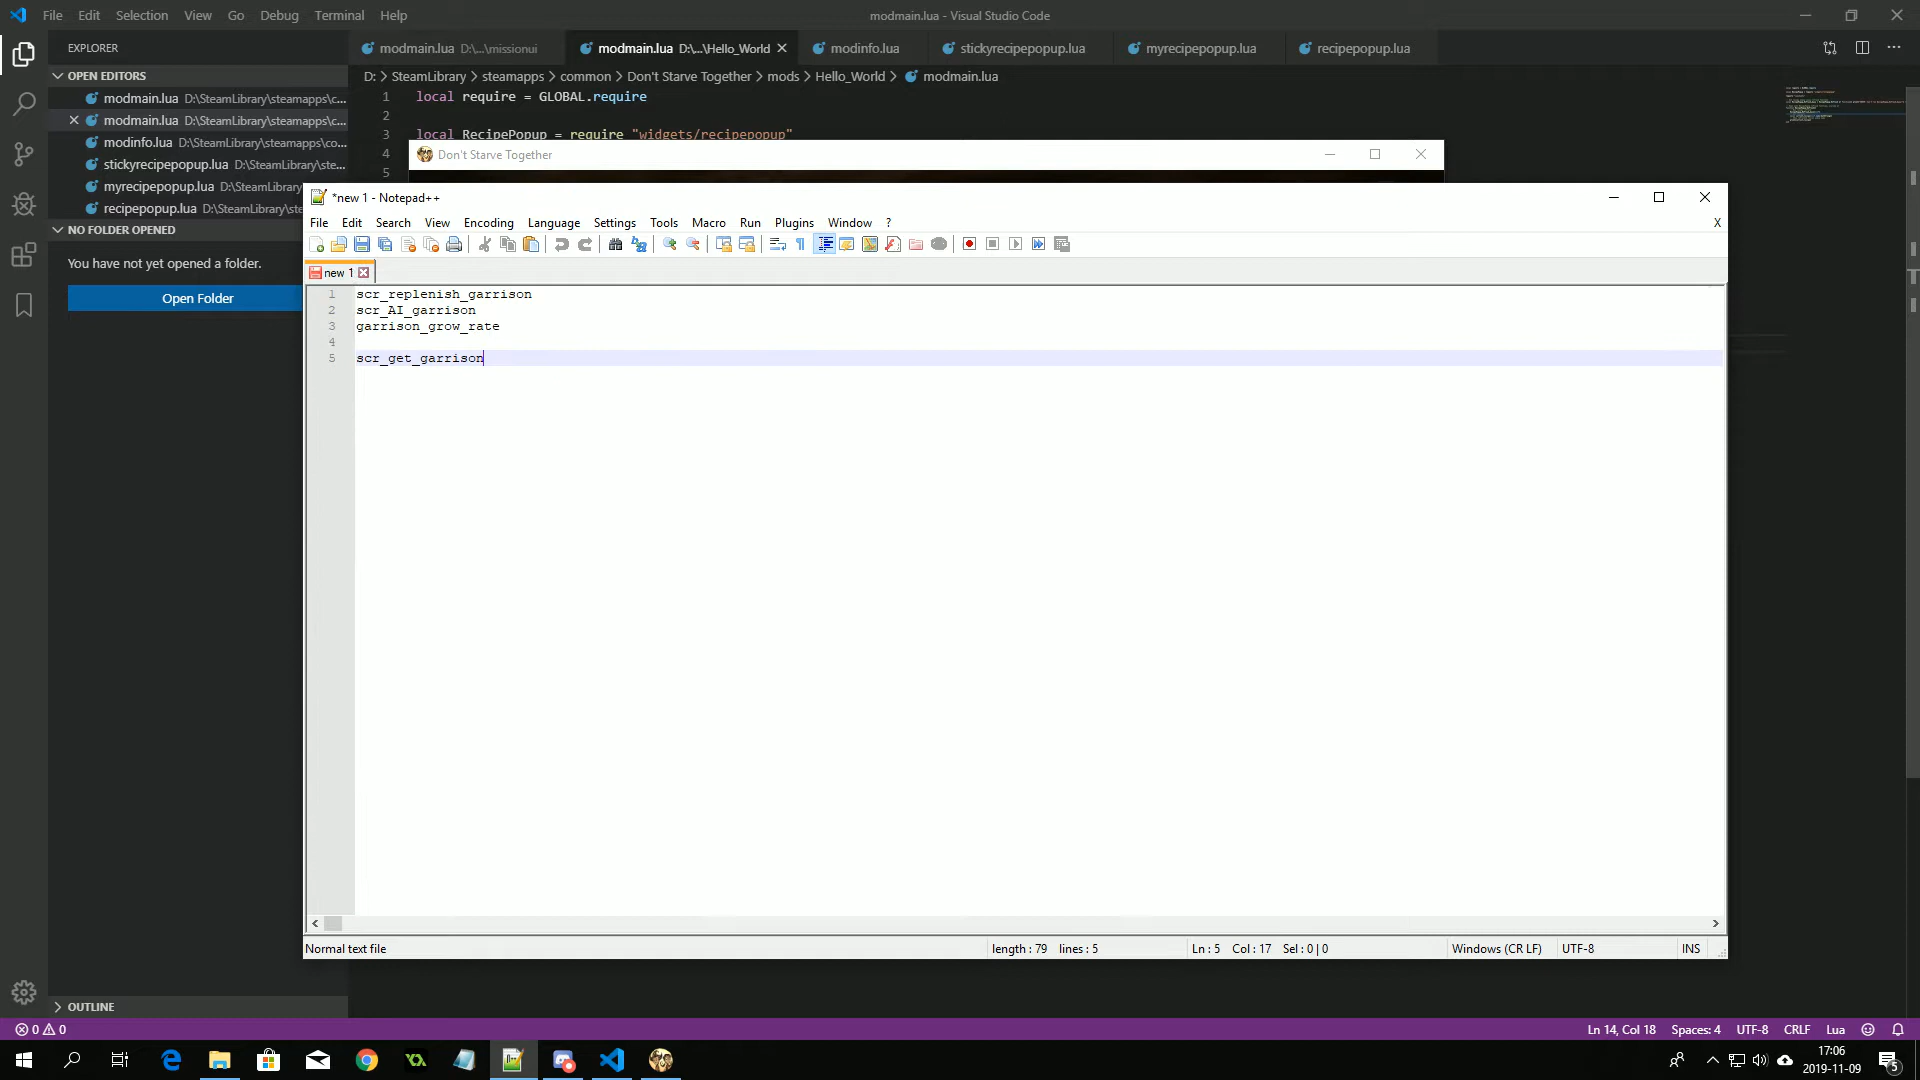 File Edit Selection View Go Debug Terminal Help
modmain.lua - Visual Studio Code
EXPLORER
modmain.lua D:\...\missionui
modmain.lua D:\...\Hello_World
modinfo.lua
stickyrecipepopup.lua
myrecipepopup.lua
recipepopup.lua
OPEN EDITORS
D: > SteamLibrary > steamapps > common > Don't Starve Together > mods > Hello_World > modmain.lua
modmain.lua D:\SteamLibrary\steamapps\c...
modmain.lua D:\SteamLibrary\steamapps\c...
modinfo.lua D:\SteamLibrary\steamapps\co...
stickyrecipepopup.lua D:\SteamLibrary\ste...
myrecipepopup.lua D:\SteamLibrary
recipepopup.lua D:\SteamLibrary\ste
1 local require = GLOBAL.require
2
3 local RecipePopup = require "widgets/recipepopup"
4
5
Don't Starve Together
NO FOLDER OPENED
You have not yet opened a folder.
Open Folder
*new 1 - Notepad++
File Edit Search View Encoding Language Settings Tools Macro Run Plugins Window ? X
new 1
1 scr_replenish_garrison
2 scr_AI_garrison
3 garrison_grow_rate
4
5 scr_get_garrison
Normal text file length : 79 lines : 5 Ln : 5 Col : 17 Sel : 0 | 0 Windows (CR LF) UTF-8 INS
OUTLINE
0 0
Ln 14, Col 18 Spaces: 4 UTF-8 CRLF Lua
17:06
2019-11-09
5